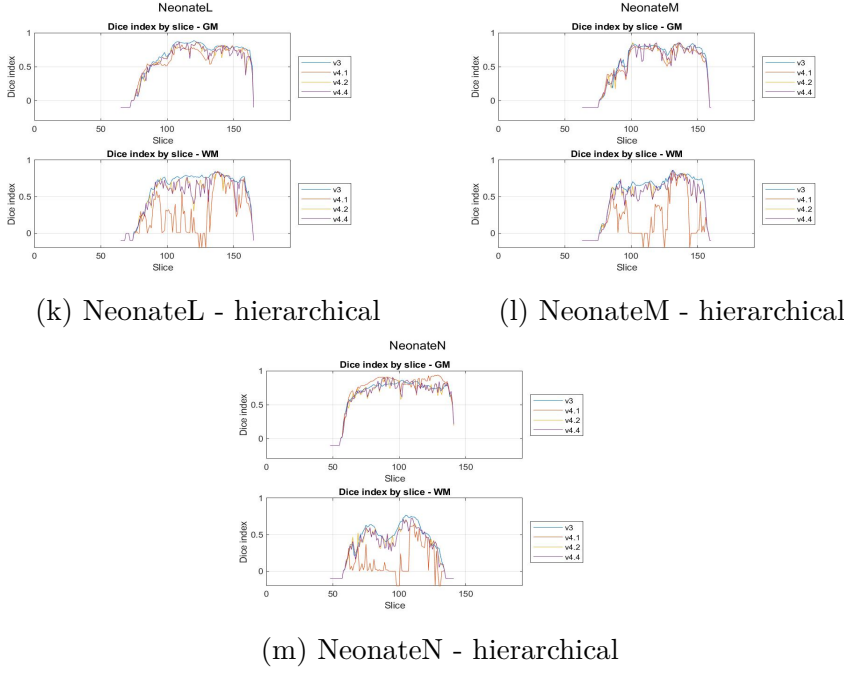 NeonateL
Dice index by slice - GM
Dice index
1
0.5
0
0 50 100 150
Slice
v3
v4.1
v4.2
v4.4
Dice index by slice - WM
Dice index
1
0.5
0
0 50 100 150
Slice
v3
v4.1
v4.2
v4.4
(k) NeonateL - hierarchical
NeonateM
Dice index by slice - GM
Dice index
1
0.5
0
0 50 100 150
Slice
v3
v4.1
v4.2
v4.4
Dice index by slice - WM
Dice index
1
0.5
0
0 50 100 150
Slice
v3
v4.1
v4.2
v4.4
(l) NeonateM - hierarchical
NeonateN
Dice index by slice - GM
Dice index
1
0.5
0
0 50 100 150
Slice
v3
v4.1
v4.2
v4.4
Dice index by slice - WM
Dice index
1
0.5
0
0 50 100 150
Slice
v3
v4.1
v4.2
v4.4
(m) NeonateN - hierarchical